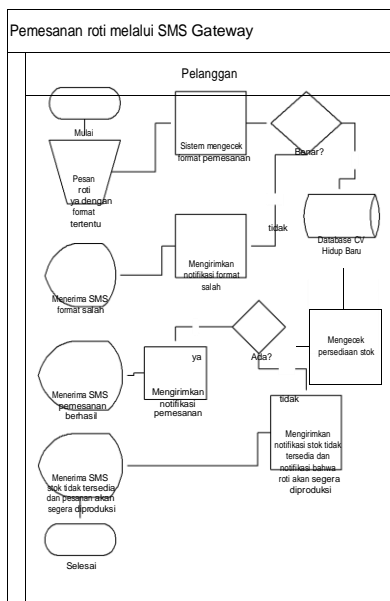 Pemesanan roti melalui SMS Gateway
Pelanggan
Mulai
Pesan
roti
ya dengan
format
tertentu
Sistem mengecek
format pemesanan
Benar?
tidak
Database CV
Hidup Baru
Mengirimkan
notifikasi format
salah
Menerima SMS
format salah
Ada?
ya
Mengecek
persediaan stok
Menerima SMS
pemesanan
berhasil
Mengirimkan
notifikasi
pemesanan
tidak
Mengirimkan
notifikasi stok tidak
tersedia dan
notifikasi bahwa
roti akan segera
diproduksi
Menerima SMS
stok tidak tersedia
dan pesanan akan
segera diproduksi
Selesai